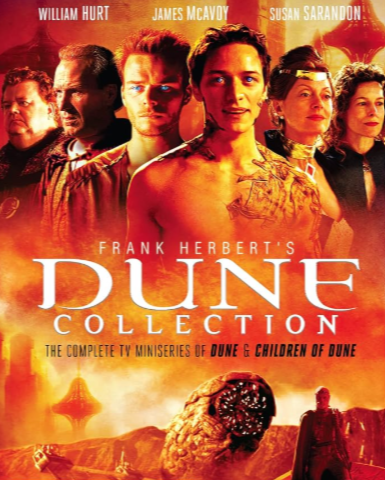 WILLIAM HURT JAMES McAVOY SUSAN SARANDON
FRANK HERBERT'S
DUNE
COLLECTION
THE COMPLETE TV MINISERIES OF DUNE & CHILDREN OF DUNE